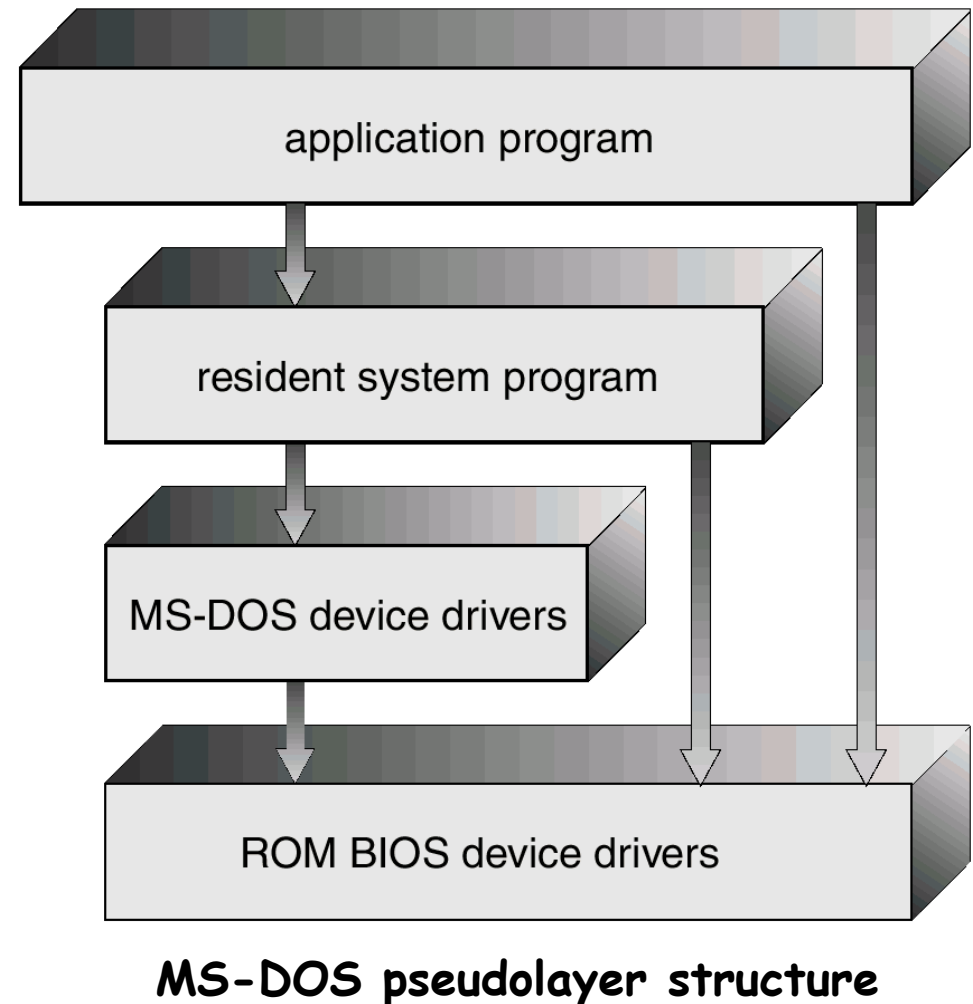 application program
resident system program
MS-DOS device drivers
ROM BIOS device drivers
MS-DOS pseudolayer structure